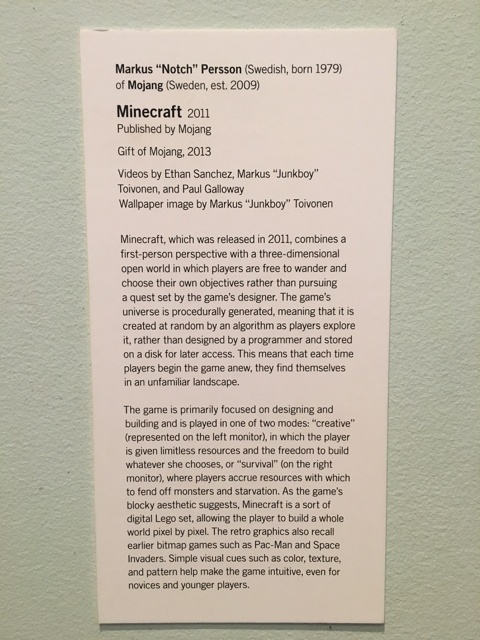 Markus “Notch” Persson (Swedish, born 1979)
of Mojang (Sweden, est. 2009)
Minecraft 2011
Published by Mojang
Gift of Mojang, 2013
Videos by Ethan Sanchez, Markus “Junkboy”
Toivonen, and Paul Galloway
Wallpaper image by Markus “Junkboy” Toivonen
Minecraft, which was released in 2011, combines a
first-person perspective with a three-dimensional
open world in which players are free to wander and
choose their own objectives rather than pursuing
a quest set by the game’s designer. The game’s
universe is procedurally generated, meaning that it is
created at random by an algorithm as players explore
it, rather than designed by a programmer and stored
on a disk for later access. This means that each time
players begin the game anew, they find themselves
in an unfamiliar landscape.
The game is primarily focused on designing and
building and is played in one of two modes: “creative”
(represented on the left monitor), in which the player
is given limitless resources and the freedom to build
whatever she chooses, or “survival” (on the right
monitor), where players accrue resources with which
to fend off monsters and starvation. As the game’s
blocky aesthetic suggests, Minecraft is a sort of
digital Lego set, allowing the player to build a whole
world pixel by pixel. The retro graphics also recall
earlier bitmap games such as Pac-Man and Space
Invaders. Simple visual cues such as color, texture,
and pattern help make the game intuitive, even for
novices and younger players.